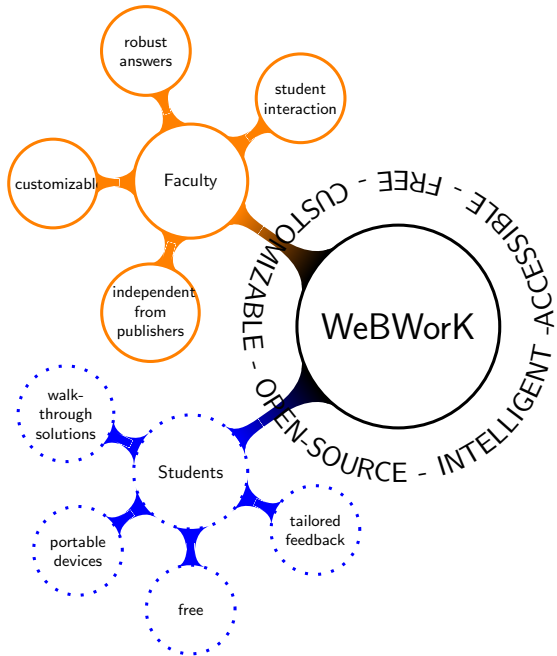 robust
answers
student
interaction
customizable
Faculty
independent
from
publishers
WeBWorK
CUSTOMIZABLE - OPEN-SOURCE - INTELLIGENT -ACCESSIBLE - FREE -
walk-
through
solutions
Students
portable
devices
tailored
feedback
free